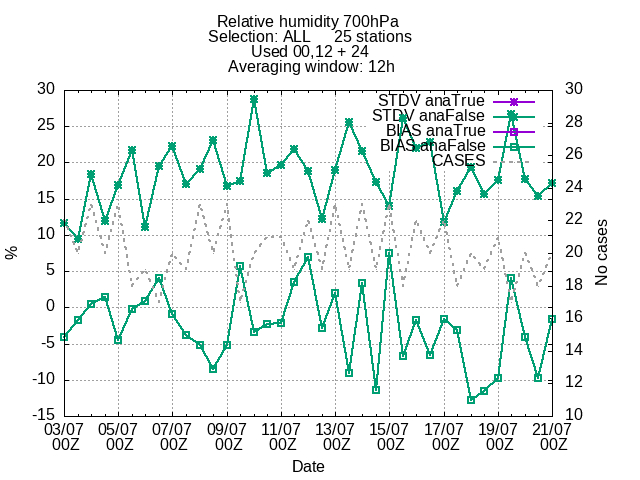 Relative humidity 700hPa
Selection: ALL 25 stations
Used 00,12 + 24
Averaging window: 12h
30 30
STDV anaTrue
STDV anaFalse
BIAS anaTrue
BIAS anaFalse
CASES
25 28
20 26
15 24
10 22
5 20
0 18
-5 16
-10 14
-15 12
10
%
No cases
03/07 05/07 07/07 09/07 11/07 13/07 15/07 17/07 19/07 21/07
00Z 00Z 00Z 00Z 00Z 00Z 00Z 00Z 00Z 00Z
Date